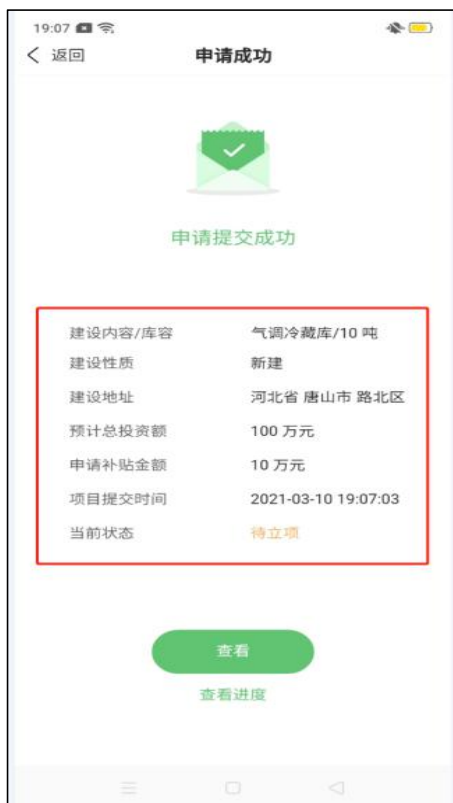 19:07
返回 申请成功
申请提交成功
建设内容/库容 气调冷藏库/10 吨
建设性质 新建
建设地址 河北省 唐山市 路北区
预计总投资额 100 万元
申请补贴金额 10 万元
项目提交时间 2021-03-10 19:07:03
当前状态 待立项
查看
查看进度